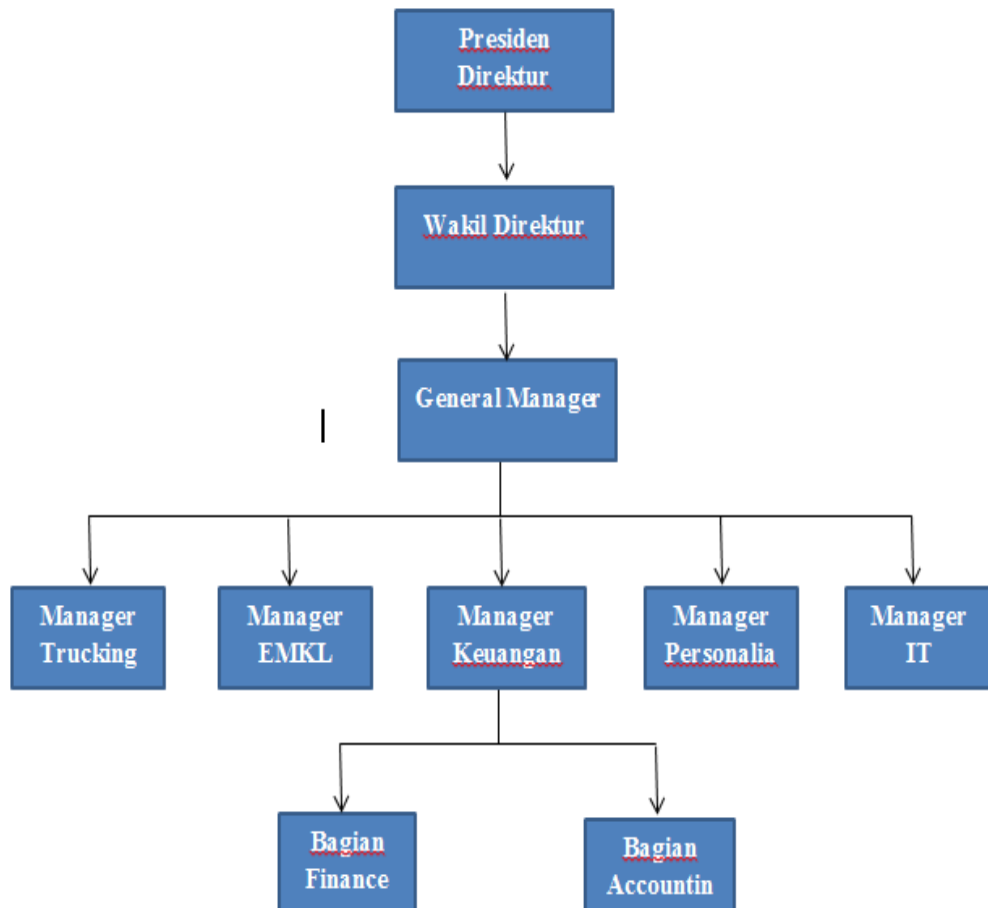 Presiden
Direktur
Wakil Direktur
General Manager
Manager
Trucking
Manager
EMKL
Manager
Keuangan
Manager
Personalia
Manager
IT
Bagian
Finance
Bagian
Accountin